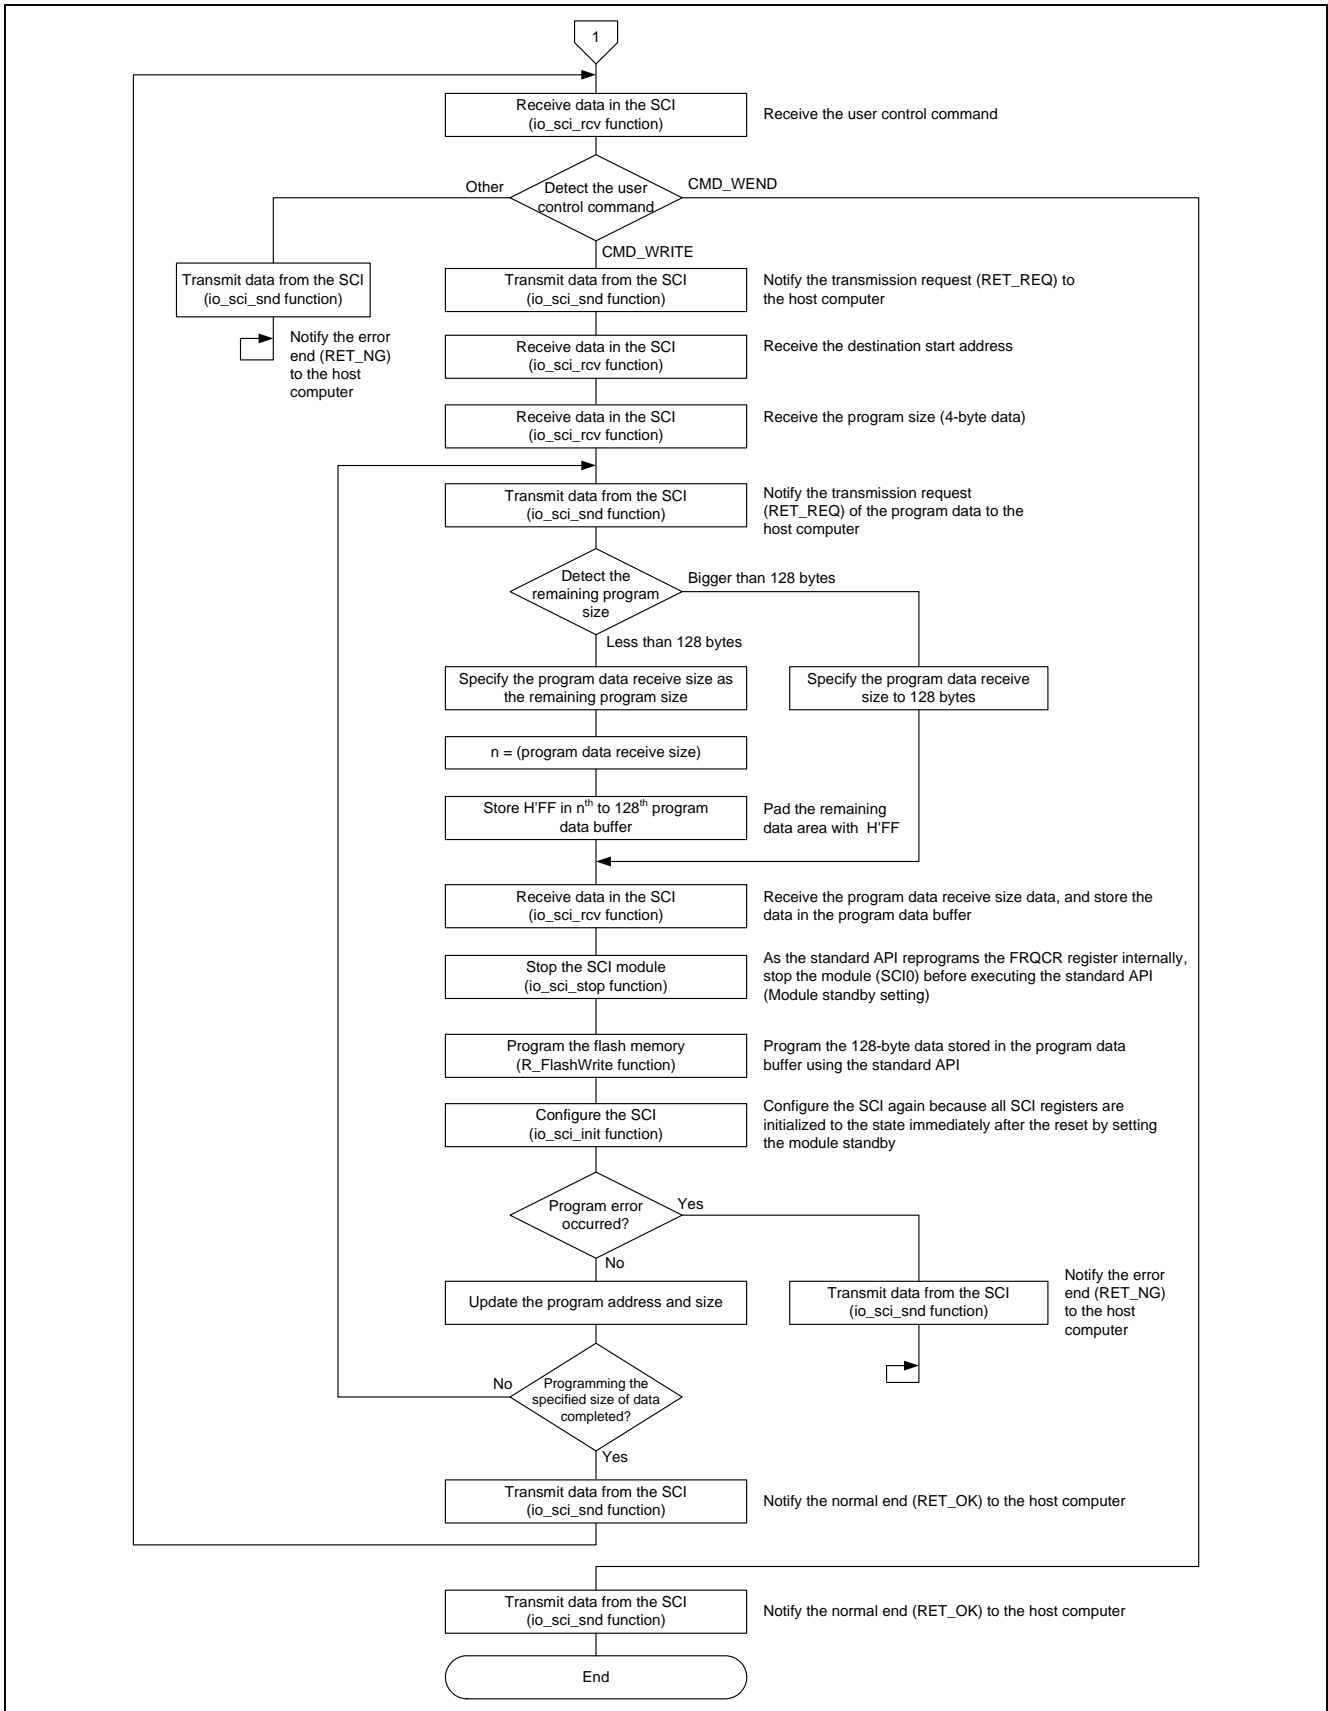 1
Receive data in the SCI
(io_sci_rcv function)
Receive the user control command
Other
Detect the user
control command
CMD_WEND
CMD_WRITE
Transmit data from the SCI
(io_sci_snd function)
Notify the error
end (RET_NG)
to the host
computer
Transmit data from the SCI
(io_sci_snd function)
Notify the transmission request (RET_REQ) to
the host computer
Receive data in the SCI
(io_sci_rcv function)
Receive the destination start address
Receive data in the SCI
(io_sci_rcv function)
Receive the program size (4-byte data)
Transmit data from the SCI
(io_sci_snd function)
Notify the transmission request
(RET_REQ) of the program data to the
host computer
Detect the
remaining program
size
Bigger than 128 bytes
Less than 128 bytes
Specify the program data receive size as
the remaining program size
Specify the program data receive
size to 128 bytes
n = (program data receive size)
Store H'FF in nth to 128th program
data buffer
Pad the remaining
data area with H'FF
Receive data in the SCI
(io_sci_rcv function)
Receive the program data receive size data, and store the
data in the program data buffer
Stop the SCI module
(io_sci_stop function)
As the standard API reprograms the FRQCR register internally,
stop the module (SCI0) before executing the standard API
(Module standby setting)
Program the flash memory
(R_FlashWrite function)
Program the 128-byte data stored in the program data
buffer using the standard API
Configure the SCI
(io_sci_init function)
Configure the SCI again because all SCI registers are
initialized to the state immediately after the reset by setting
the module standby
Program error
occurred?
Yes
No
Update the program address and size
Transmit data from the SCI
(io_sci_snd function)
Notify the error
end (RET_NG)
to the host
computer
No
Programming the
specified size of data
completed?
Yes
Transmit data from the SCI
(io_sci_snd function)
Notify the normal end (RET_OK) to the host computer
Transmit data from the SCI
(io_sci_snd function)
Notify the normal end (RET_OK) to the host computer
End